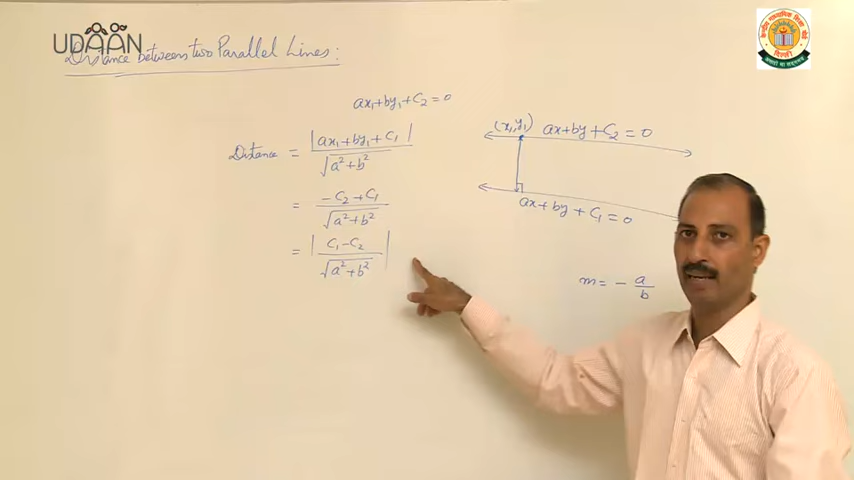 UDAAN
Distance between two Parallel Lines:
ax₁+by₁+C₂=0
Distance = |ax₁+by₁+C₁| / √a²+b²
= -C₂+C₁ / √a²+b²
= |C₁-C₂ / √a²+b²|
(x₁,y₁) ax+by+C₂=0
ax+by+C₁=0
m = - a/b